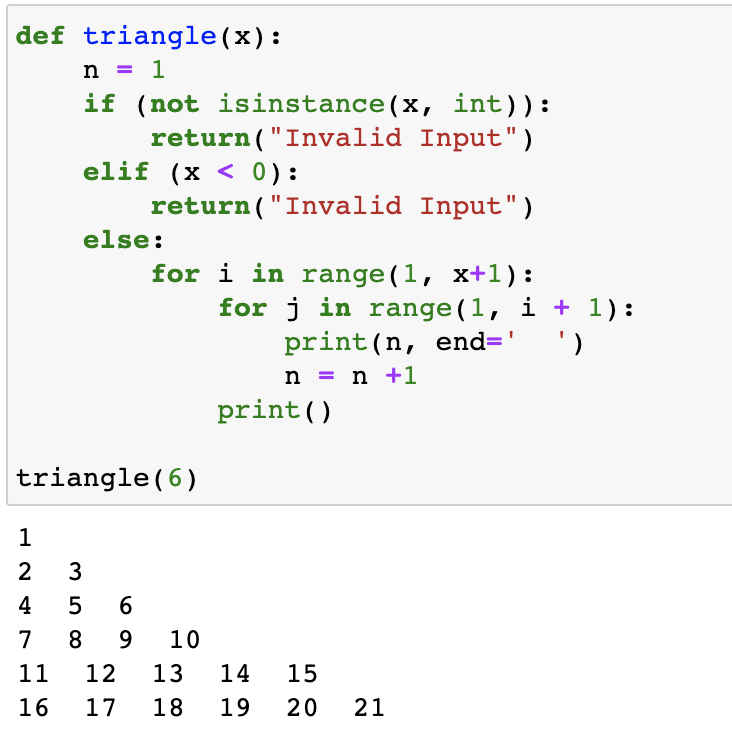 def triangle(x):
    n = 1
    if (not isinstance(x, int)):
        return("Invalid Input")
    elif (x < 0):
        return("Invalid Input")
    else:
        for i in range(1, x+1):
            for j in range(1, i + 1):
                print(n, end='  ')
                n = n +1
            print()

triangle(6)
1
2  3
4  5  6
7  8  9  10
11  12  13  14  15
16  17  18  19  20  21